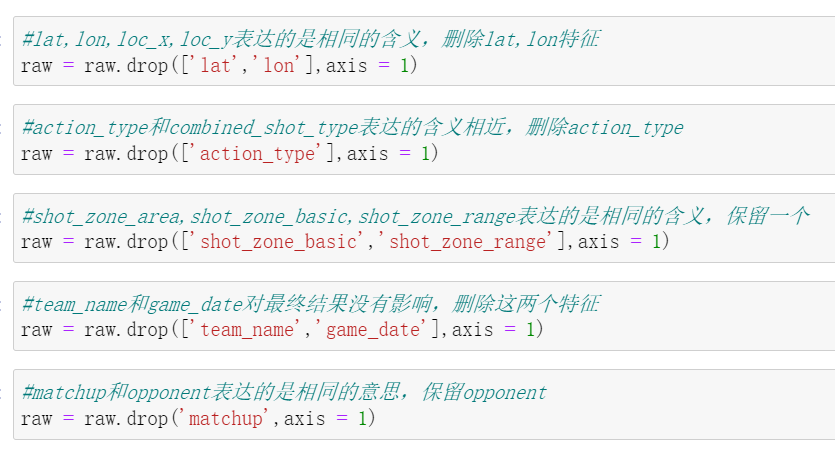 #lat,lon,loc_x,loc_y表达的是相同的含义，删除lat,lon特征
raw = raw.drop(['lat','lon'],axis = 1)
#action_type和combined_shot_type表达的含义相近，删除action_type
raw = raw.drop(['action_type'],axis = 1)
#shot_zone_area,shot_zone_basic,shot_zone_range表达的是相同的含义，保留一个
raw = raw.drop(['shot_zone_basic','shot_zone_range'],axis = 1)
#team_name和game_date对最终结果没有影响，删除这两个特征
raw = raw.drop(['team_name','game_date'],axis = 1)
#matchup和opponent表达的是相同的意思，保留opponent
raw = raw.drop('matchup',axis = 1)